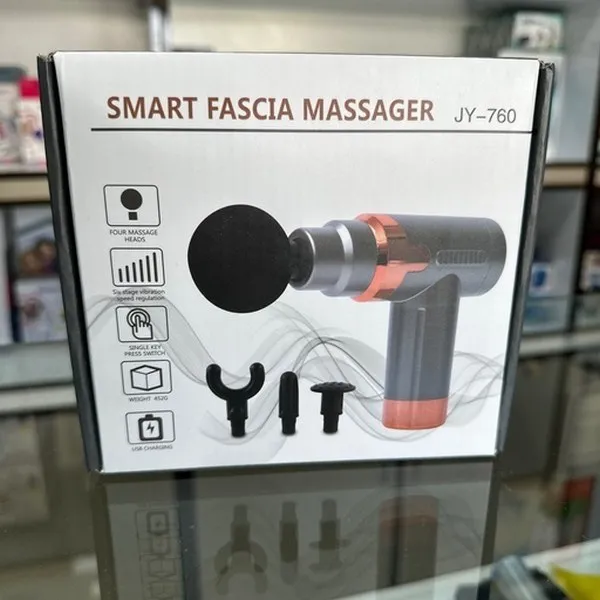 SMART FASCIA MASSAGER JY-760
FOUR MASSAGE
HEADS
Six stage vibration
speed regulation
SINGLE KEY
PRESS SWITCH
WEIGHT 452G
USB CHARGING